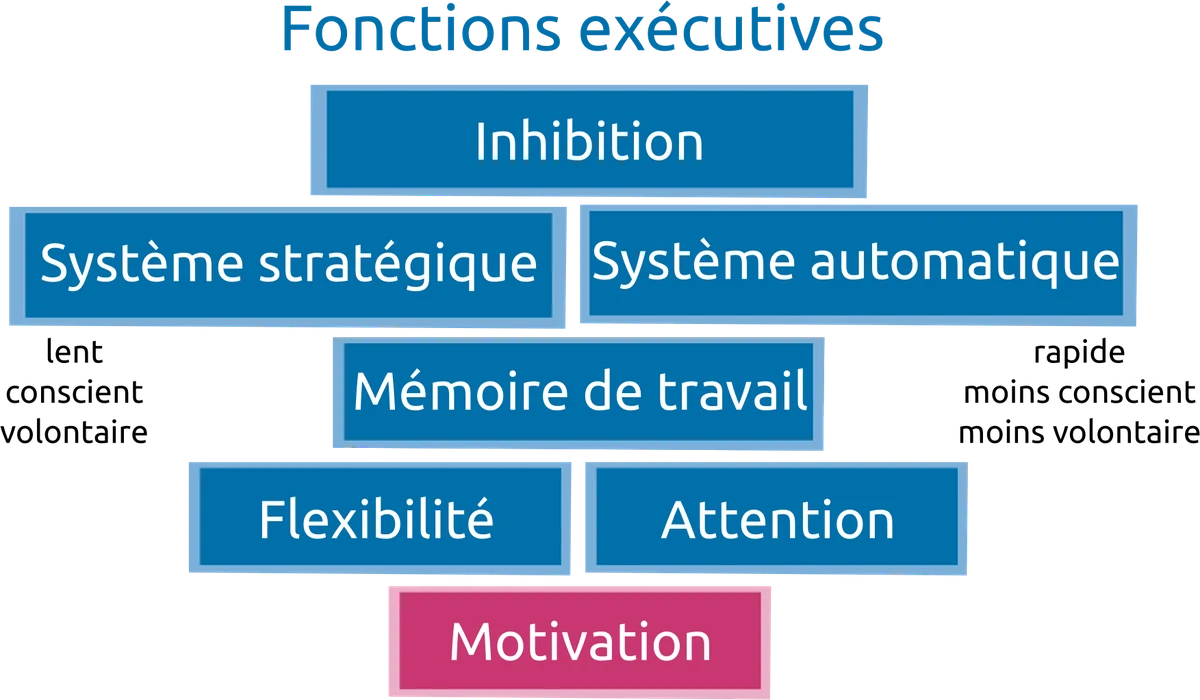 Fonctions exécutives
Inhibition
Système stratégique
Système automatique
lent
conscient
volontaire
rapide
moins conscient
moins volontaire
Mémoire de travail
Flexibilité
Attention
Motivation